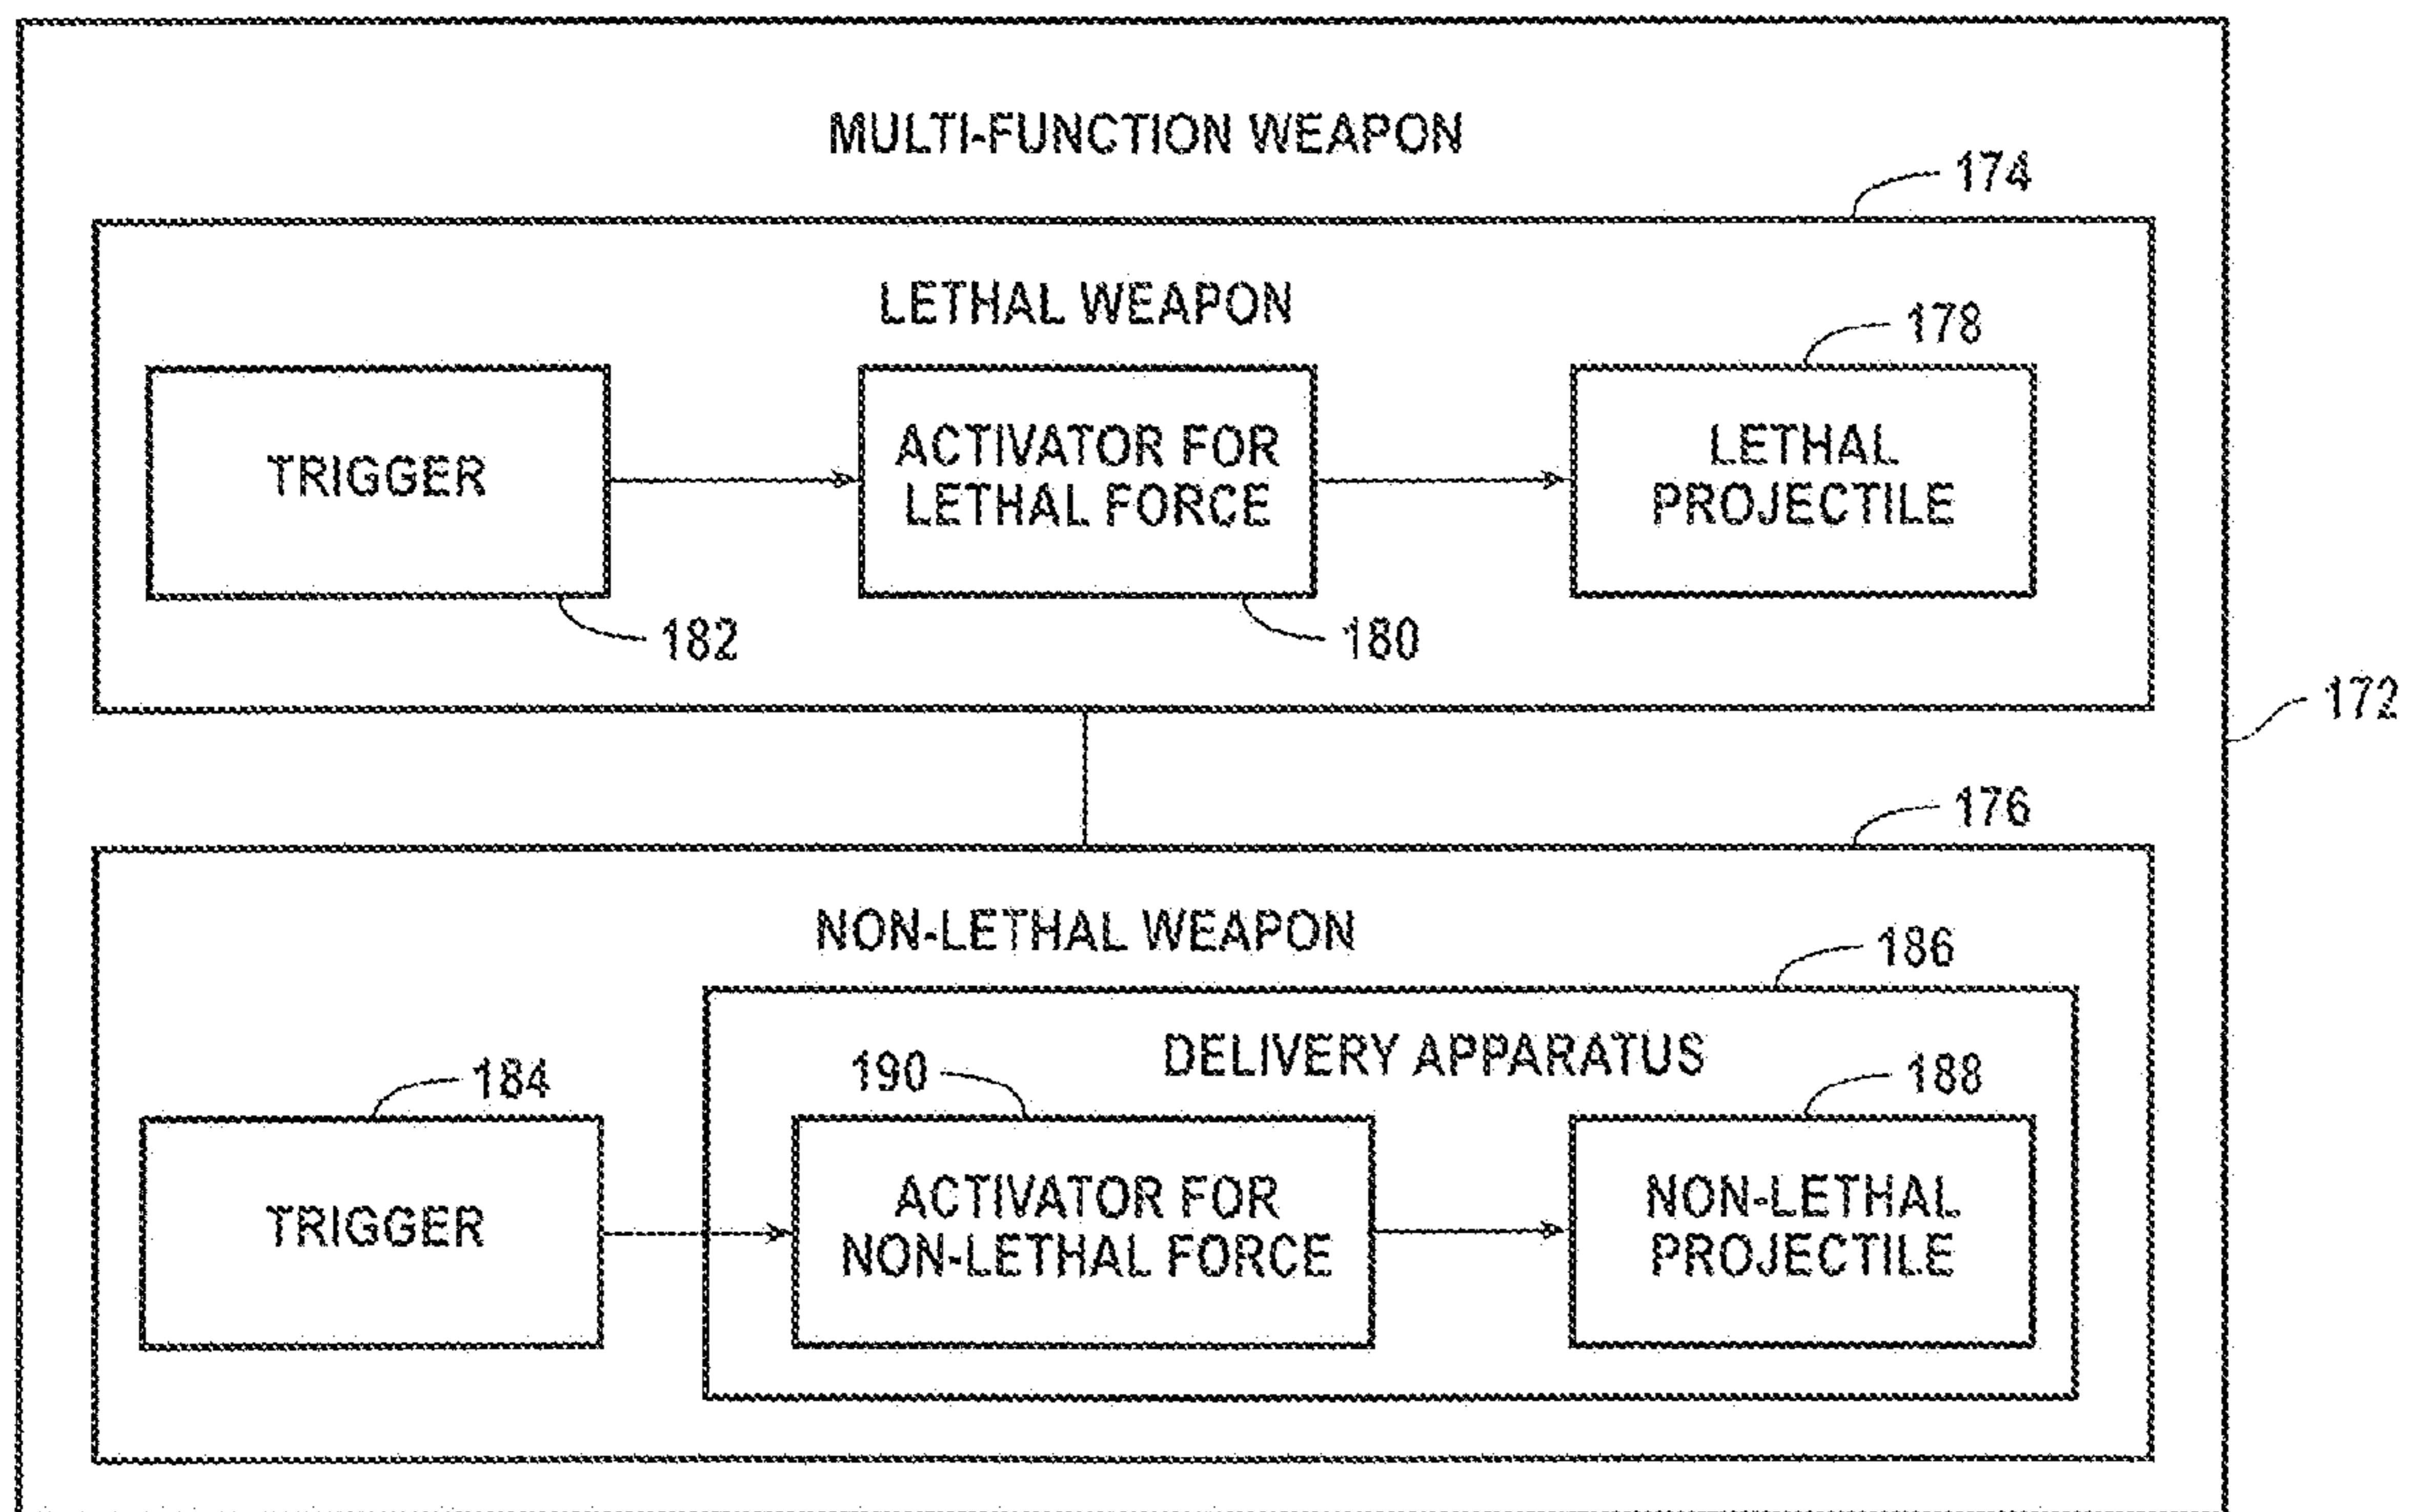 MULTI-FUNCTION WEAPON
174
LETHAL WEAPON
178
TRIGGER
ACTIVATOR FOR
LETHAL FORCE
LETHAL
PROJECTILE
182
180
172
176
NON-LETHAL WEAPON
186
DELIVERY APPARATUS
184
190
188
TRIGGER
ACTIVATOR FOR
NON-LETHAL FORCE
NON-LETHAL
PROJECTILE